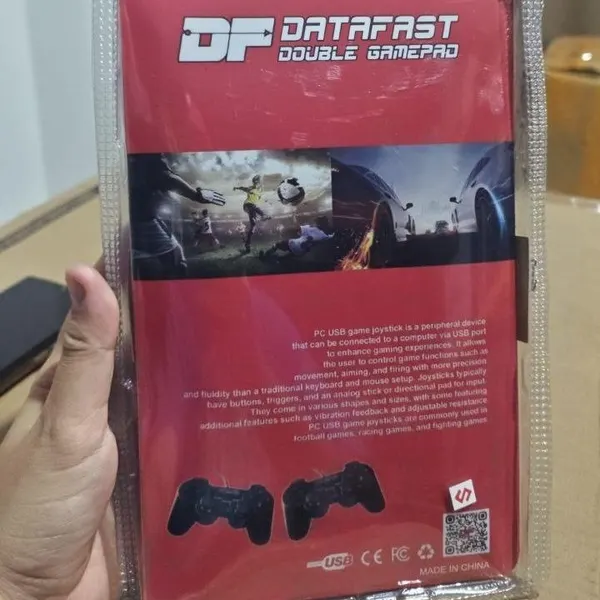 DF DATAFAST
DOUBLE GAMEPAD
PC USB game joystick is a peripheral device
that can be connected to a computer via USB port
to enhance gaming experiences. It allows
the user to control game functions such as
movement, aiming, and firing with more precision
and fluidity than a traditional keyboard and mouse setup. Joysticks typically
have buttons, triggers, and an analog stick or directional pad for input.
They come in various shapes and sizes, with some featuring
additional features such as vibration feedback and adjustable resistance
PC USB game joysticks are commonly used in
football games, racing games, and fighting games
</>
USB CE FC
MADE IN CHINA